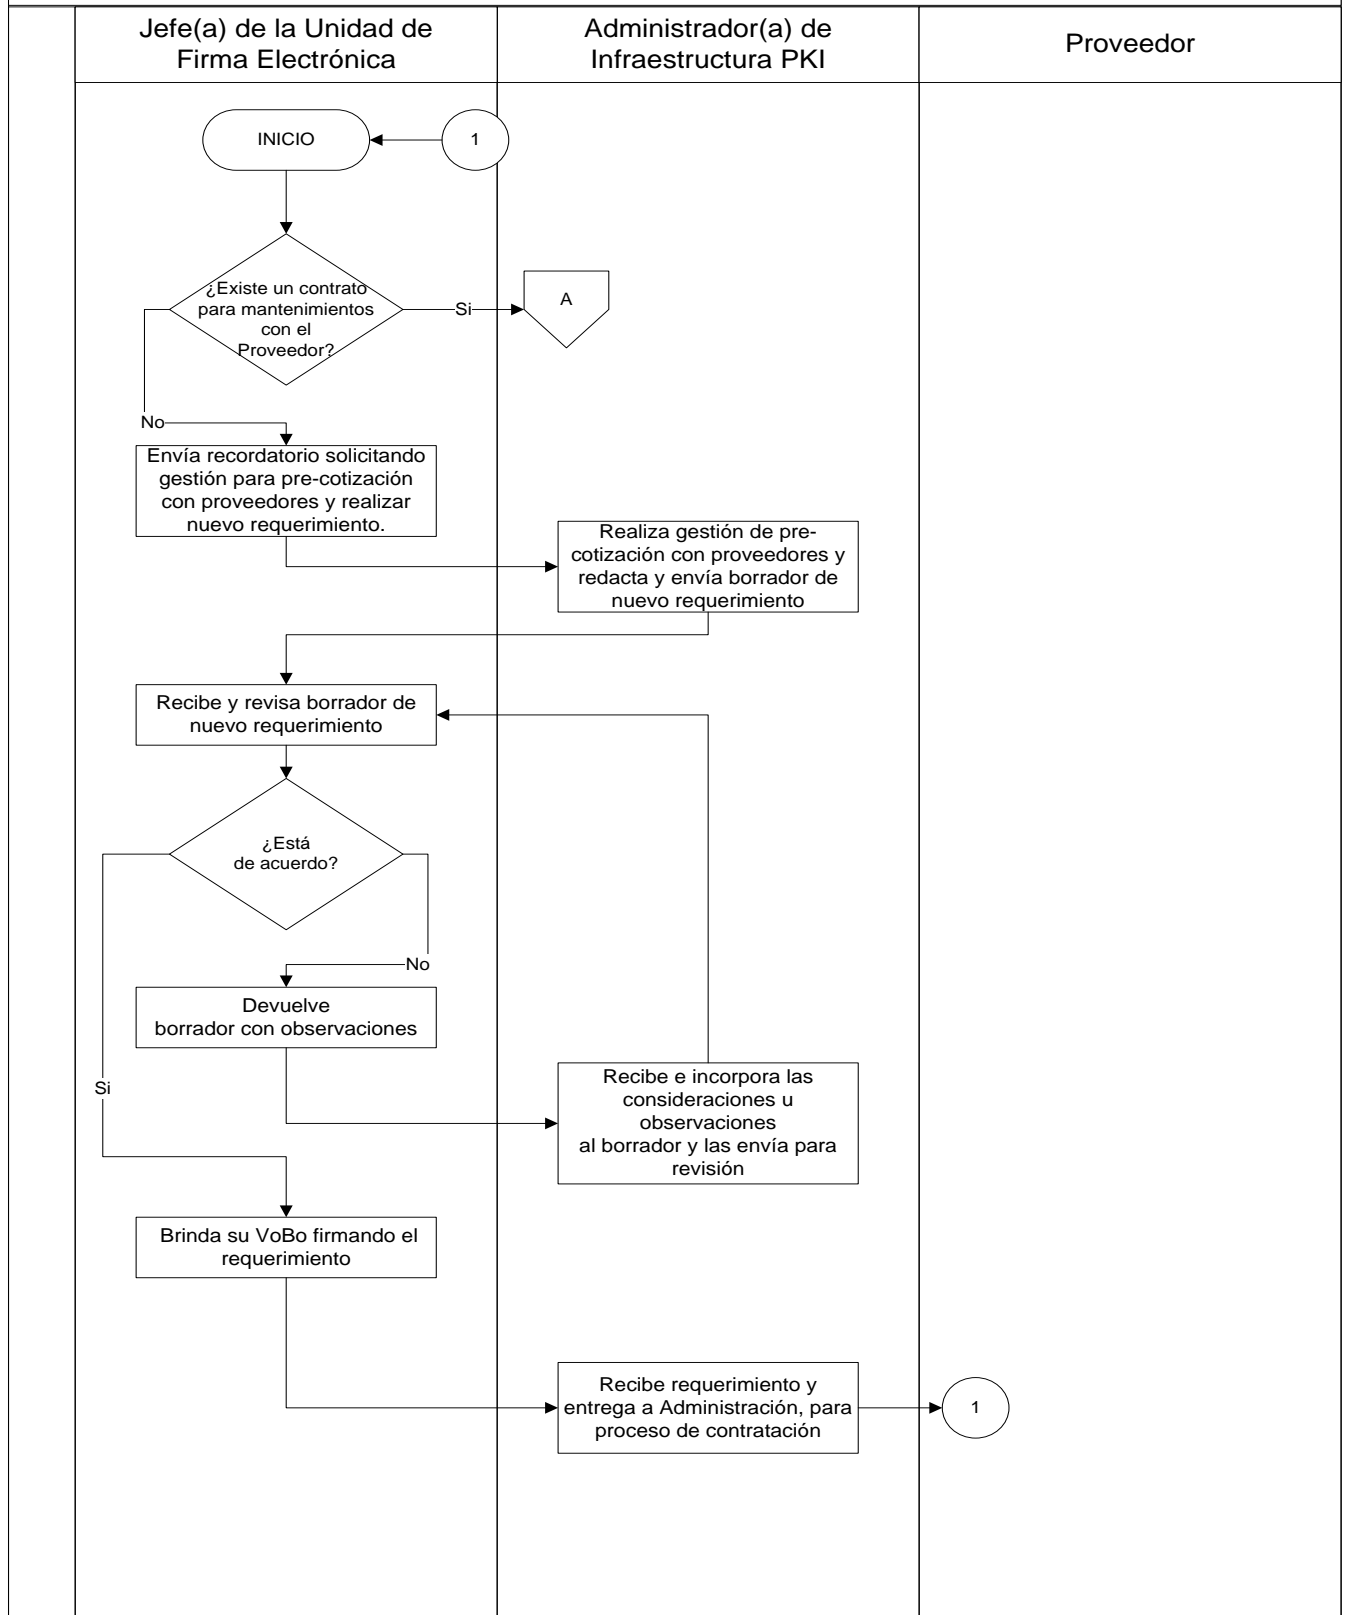 Jefe(a) de la Unidad de
Firma Electrónica
Administrador(a) de
Infraestructura PKI
Proveedor
INICIO
1
¿Existe un contrato
para mantenimientos
con el
Proveedor?
Si
A
No
Envía recordatorio solicitando
gestión para pre-cotización
con proveedores y realizar
nuevo requerimiento.
Realiza gestión de pre-
cotización con proveedores y
redacta y envía borrador de
nuevo requerimiento
Recibe y revisa borrador de
nuevo requerimiento
¿Está
de acuerdo?
No
Devuelve
borrador con observaciones
Si
Recibe e incorpora las
consideraciones u
observaciones
al borrador y las envía para
revisión
Brinda su VoBo firmando el
requerimiento
Recibe requerimiento y
entrega a Administración, para
proceso de contratación
1